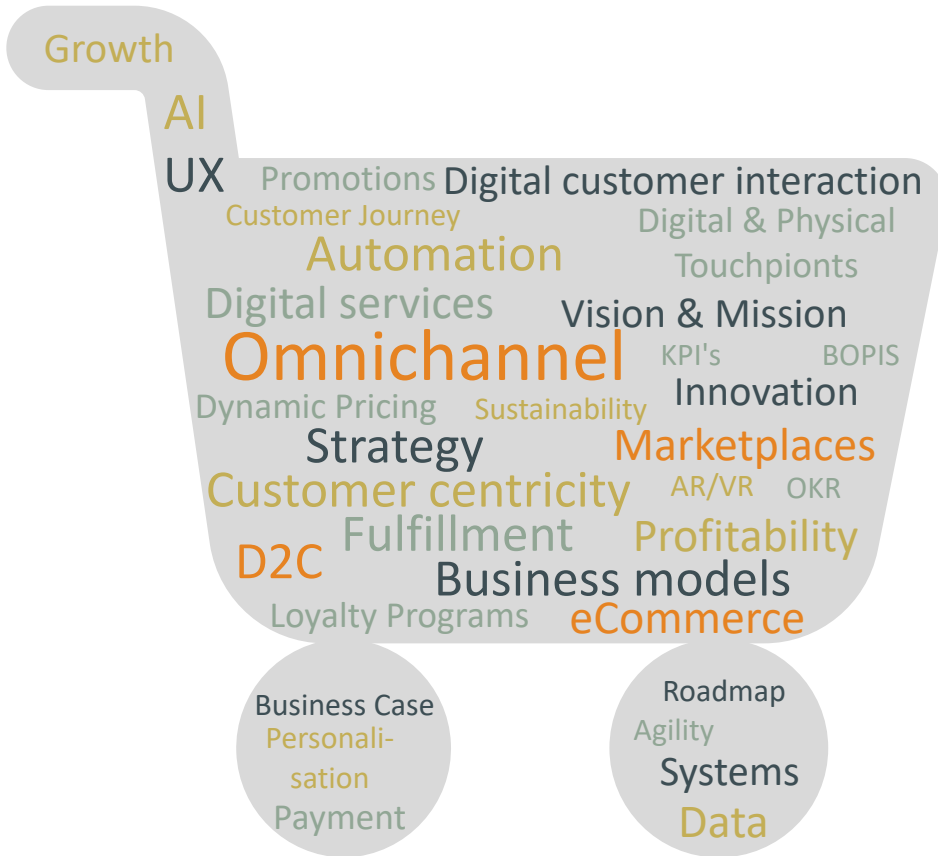 Growth
AI
UX
Promotions
Digital customer interaction
Customer Journey
Digital & Physical
Automation
Touchpionts
Digital services
Vision & Mission
Omnichannel
KPI's
BOPIS
Innovation
Dynamic Pricing
Sustainability
Strategy
Marketplaces
Customer centricity
AR/VR
OKR
Fulfillment
Profitability
D2C
Business models
Loyalty Programs
eCommerce
Business Case
Personali-
sation
Payment
Roadmap
Agility
Systems
Data